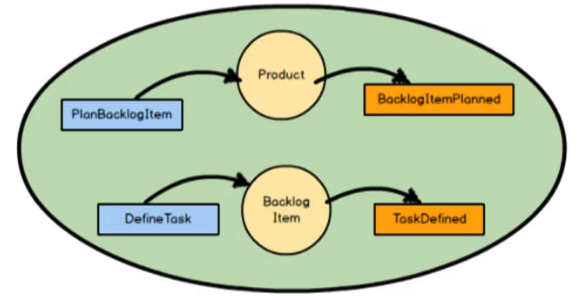 Product
PlanBacklogItem
BacklogItemPlanned
Backlog
Item
DefineTask
TaskDefined